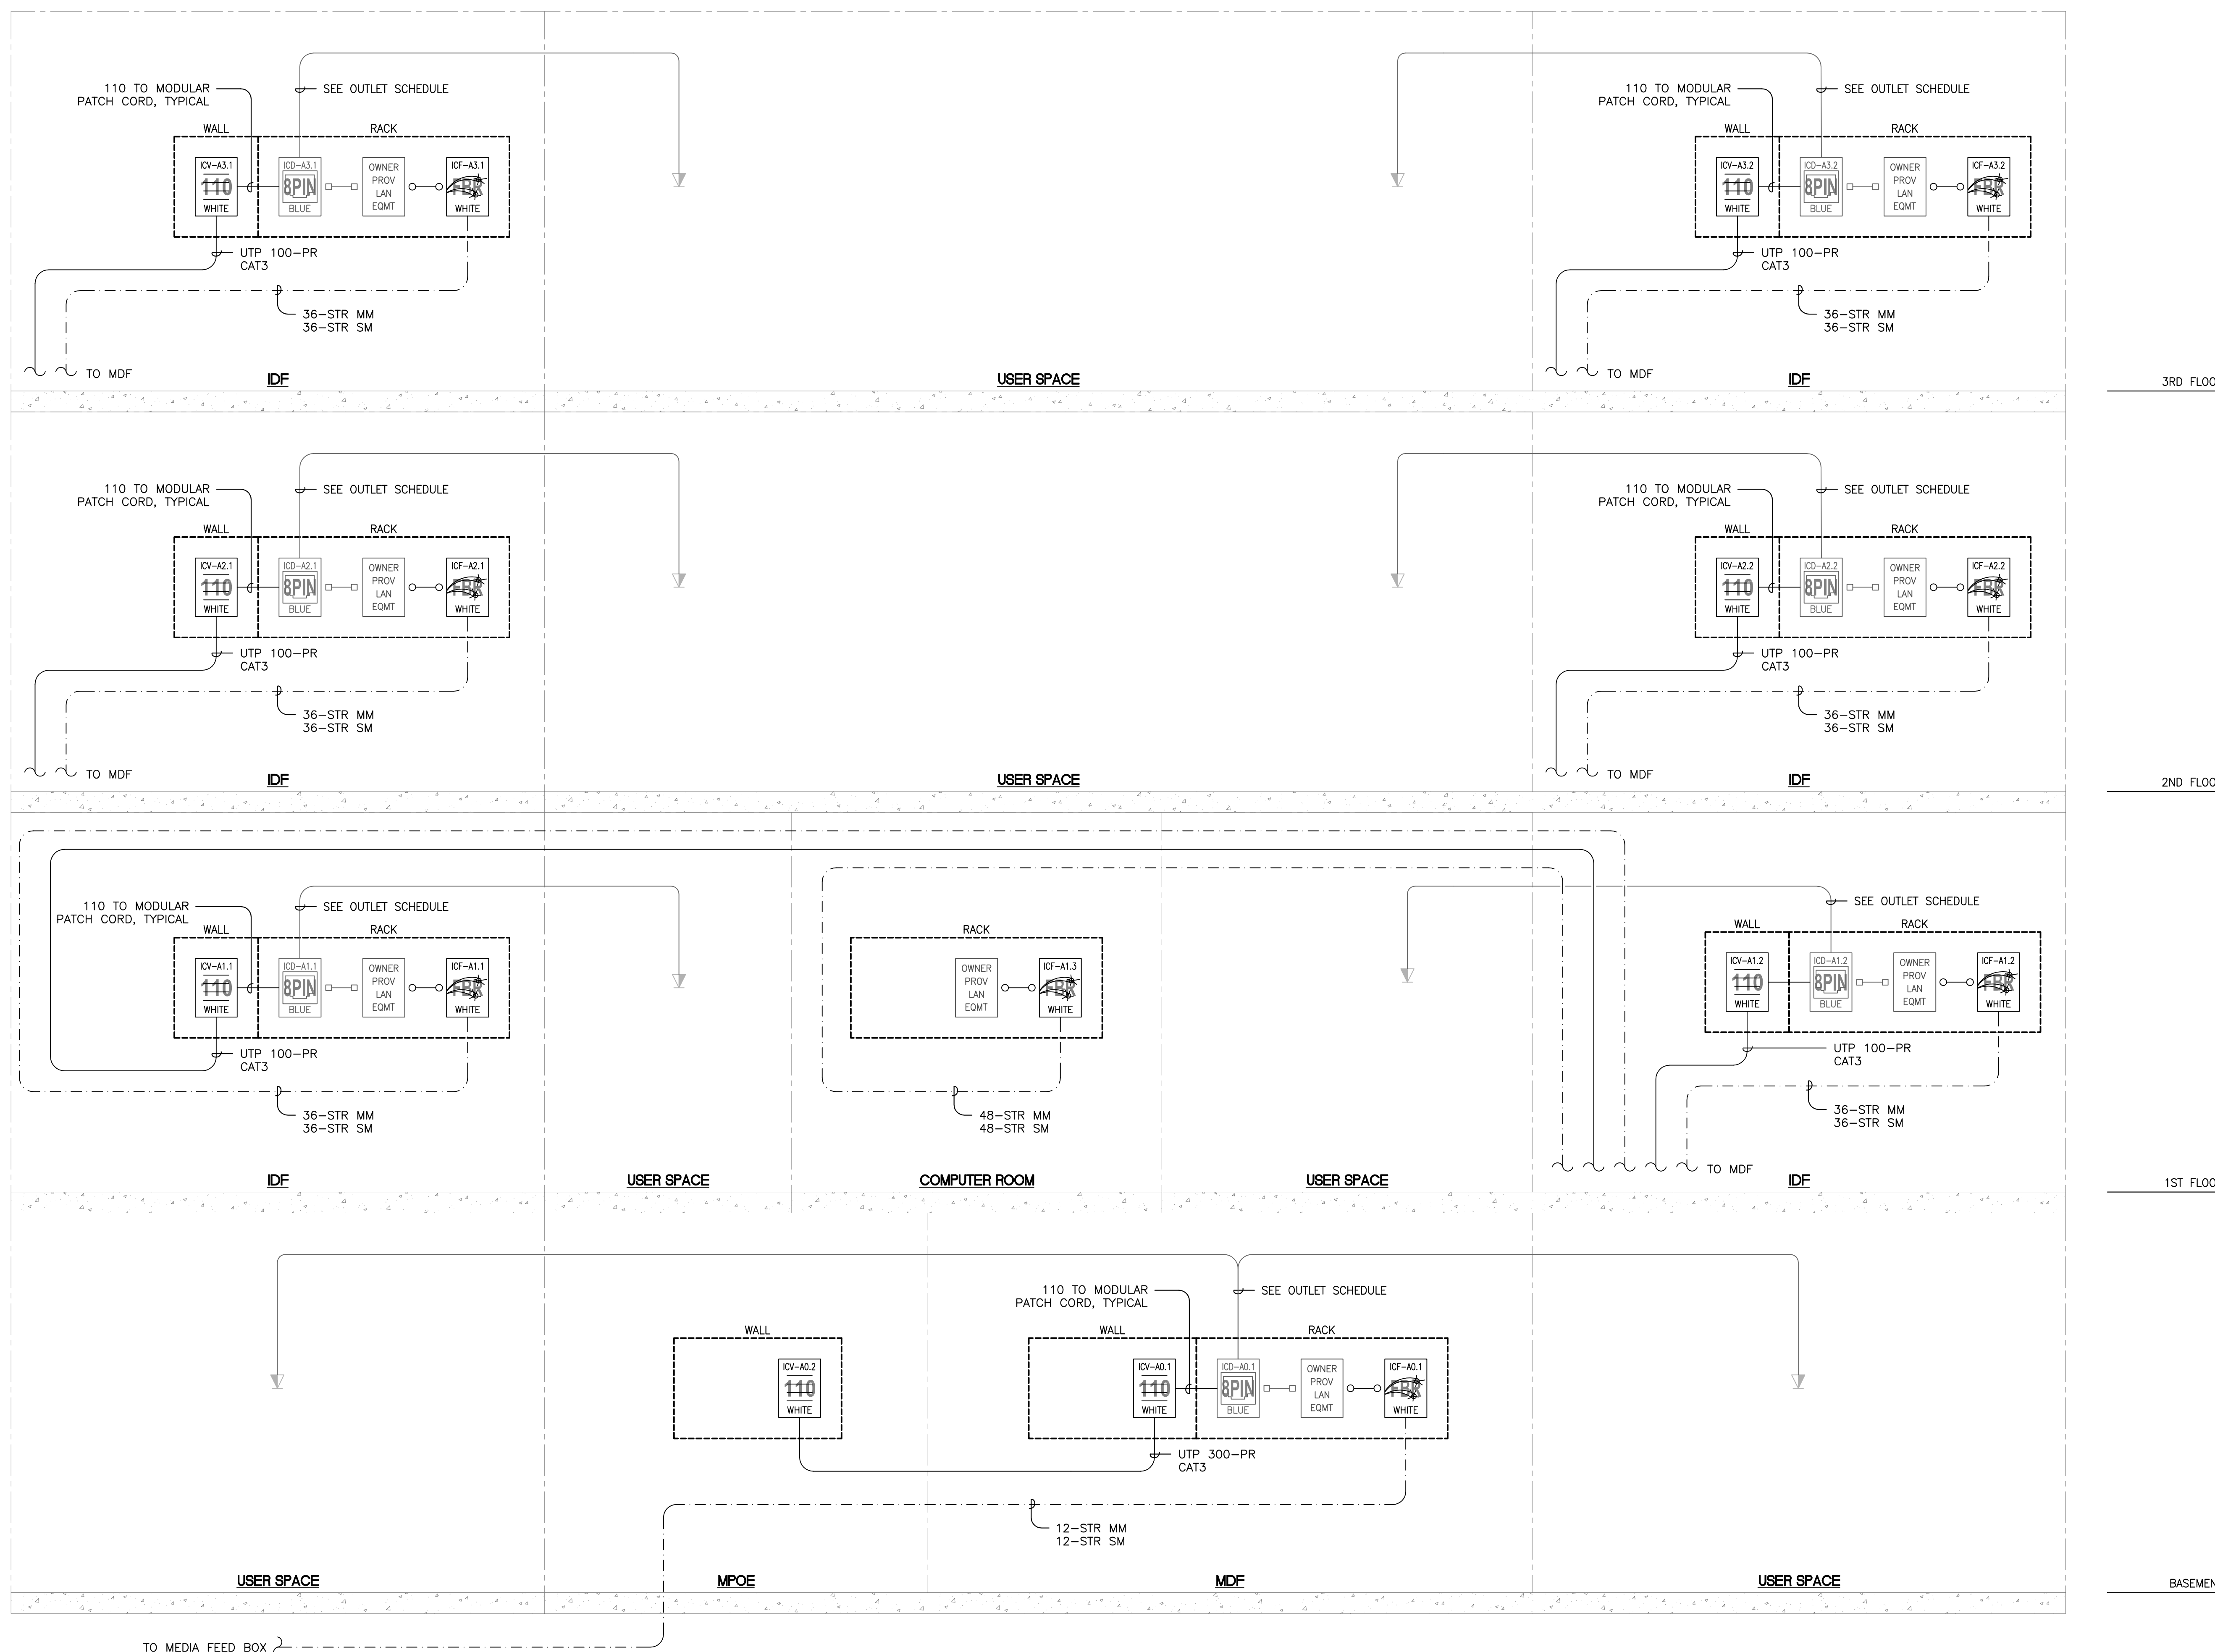 110 TO MODULAR
PATCH CORD, TYPICAL
SEE OUTLET SCHEDULE
WALL
RACK
ICV-A3.1
110
WHITE
ICD-A3.1
8PIN
BLUE
OWNER
PROV
LAN
EQMT
ICF-A3.1
FBR
WHITE
UTP 100-PR
CAT3
36-STR MM
36-STR SM
TO MDF
IDF
USER SPACE
110 TO MODULAR
PATCH CORD, TYPICAL
SEE OUTLET SCHEDULE
WALL
RACK
ICV-A3.2
110
WHITE
ICD-A3.2
8PIN
BLUE
OWNER
PROV
LAN
EQMT
ICF-A3.2
FBR
WHITE
UTP 100-PR
CAT3
36-STR MM
36-STR SM
TO MDF
IDF
3RD FLOO
110 TO MODULAR
PATCH CORD, TYPICAL
SEE OUTLET SCHEDULE
WALL
RACK
ICV-A2.1
110
WHITE
ICD-A2.1
8PIN
BLUE
OWNER
PROV
LAN
EQMT
ICF-A2.1
FBR
WHITE
UTP 100-PR
CAT3
36-STR MM
36-STR SM
TO MDF
IDF
USER SPACE
110 TO MODULAR
PATCH CORD, TYPICAL
SEE OUTLET SCHEDULE
WALL
RACK
ICV-A2.2
110
WHITE
ICD-A2.2
8PIN
BLUE
OWNER
PROV
LAN
EQMT
ICF-A2.2
FBR
WHITE
UTP 100-PR
CAT3
36-STR MM
36-STR SM
TO MDF
IDF
2ND FLOO
110 TO MODULAR
PATCH CORD, TYPICAL
SEE OUTLET SCHEDULE
WALL
RACK
ICV-A1.1
110
WHITE
ICD-A1.1
8PIN
BLUE
OWNER
PROV
LAN
EQMT
ICF-A1.1
FBR
WHITE
UTP 100-PR
CAT3
36-STR MM
36-STR SM
IDF
USER SPACE
RACK
OWNER
PROV
LAN
EQMT
ICF-A1.3
FBR
WHITE
48-STR MM
48-STR SM
COMPUTER ROOM
USER SPACE
SEE OUTLET SCHEDULE
WALL
RACK
ICV-A1.2
110
WHITE
ICD-A1.2
8PIN
BLUE
OWNER
PROV
LAN
EQMT
ICF-A1.2
FBR
WHITE
UTP 100-PR
CAT3
36-STR MM
36-STR SM
TO MDF
IDF
1ST FLOO
USER SPACE
WALL
ICV-A0.2
110
WHITE
MPOE
110 TO MODULAR
PATCH CORD, TYPICAL
SEE OUTLET SCHEDULE
WALL
RACK
ICV-A0.1
110
WHITE
ICD-A0.1
8PIN
BLUE
OWNER
PROV
LAN
EQMT
ICF-A0.1
FBR
WHITE
UTP 300-PR
CAT3
12-STR MM
12-STR SM
MDF
USER SPACE
BASEMEN
TO MEDIA FEED BOX